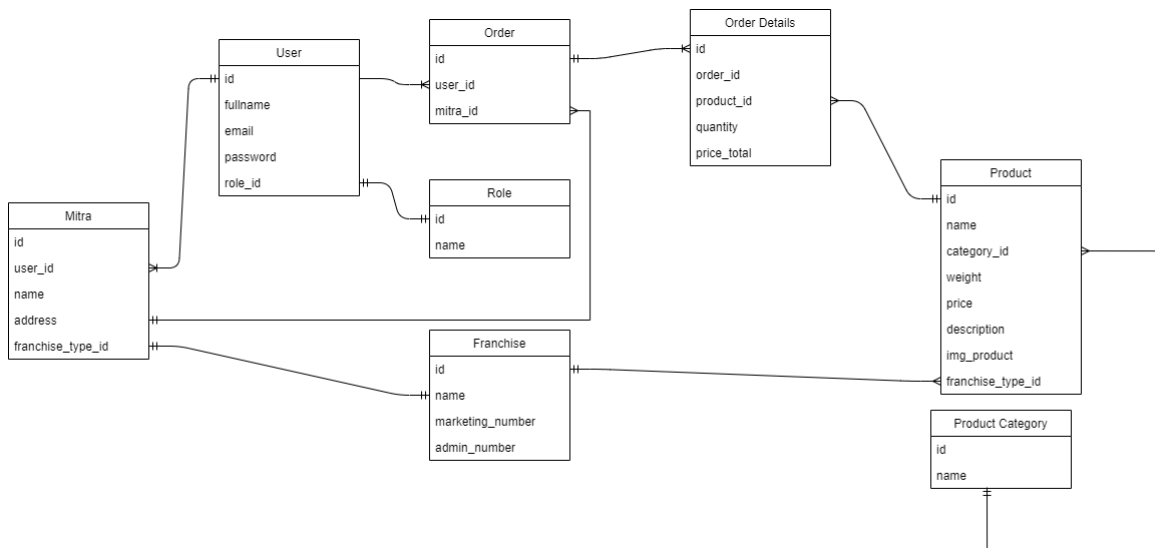 User
id
fullname
email
password
role_id
Order
id
user_id
mitra_id
Order Details
id
order_id
product_id
quantity
price_total
Mitra
id
user_id
name
address
franchise_type_id
Role
id
name
Product
id
name
category_id
weight
price
description
img_product
franchise_type_id
Franchise
id
name
marketing_number
admin_number
Product Category
id
name